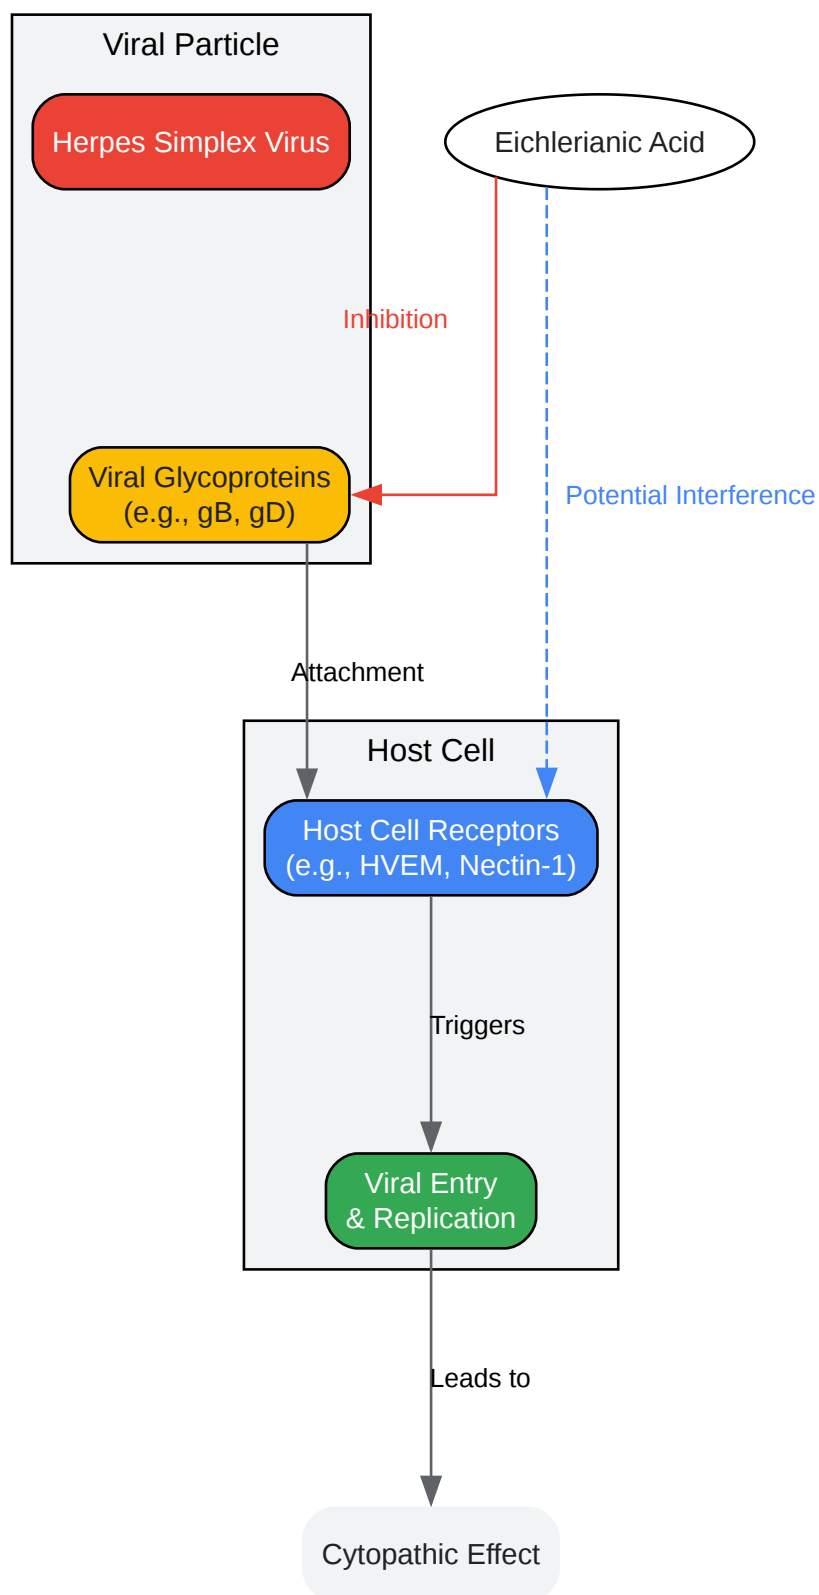 Viral Particle
Herpes Simplex Virus
Eichlerianic Acid
Inhibition
Viral Glycoproteins
(e.g., gB, gD)
Potential Interference
Attachment
Host Cell
Host Cell Receptors
(e.g., HVEM, Nectin-1)
Triggers
Viral Entry
& Replication
Leads to
Cytopathic Effect